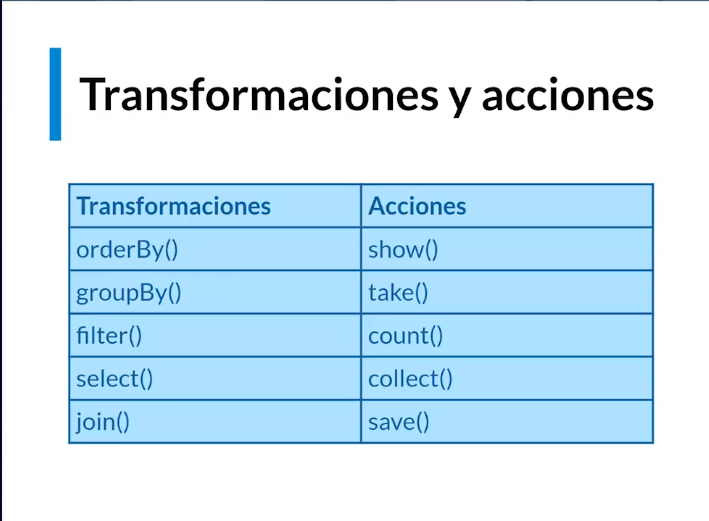 Transformaciones y acciones
Transformaciones Acciones
orderBy() show()
groupBy() take()
filter() count()
select() collect()
join() save()